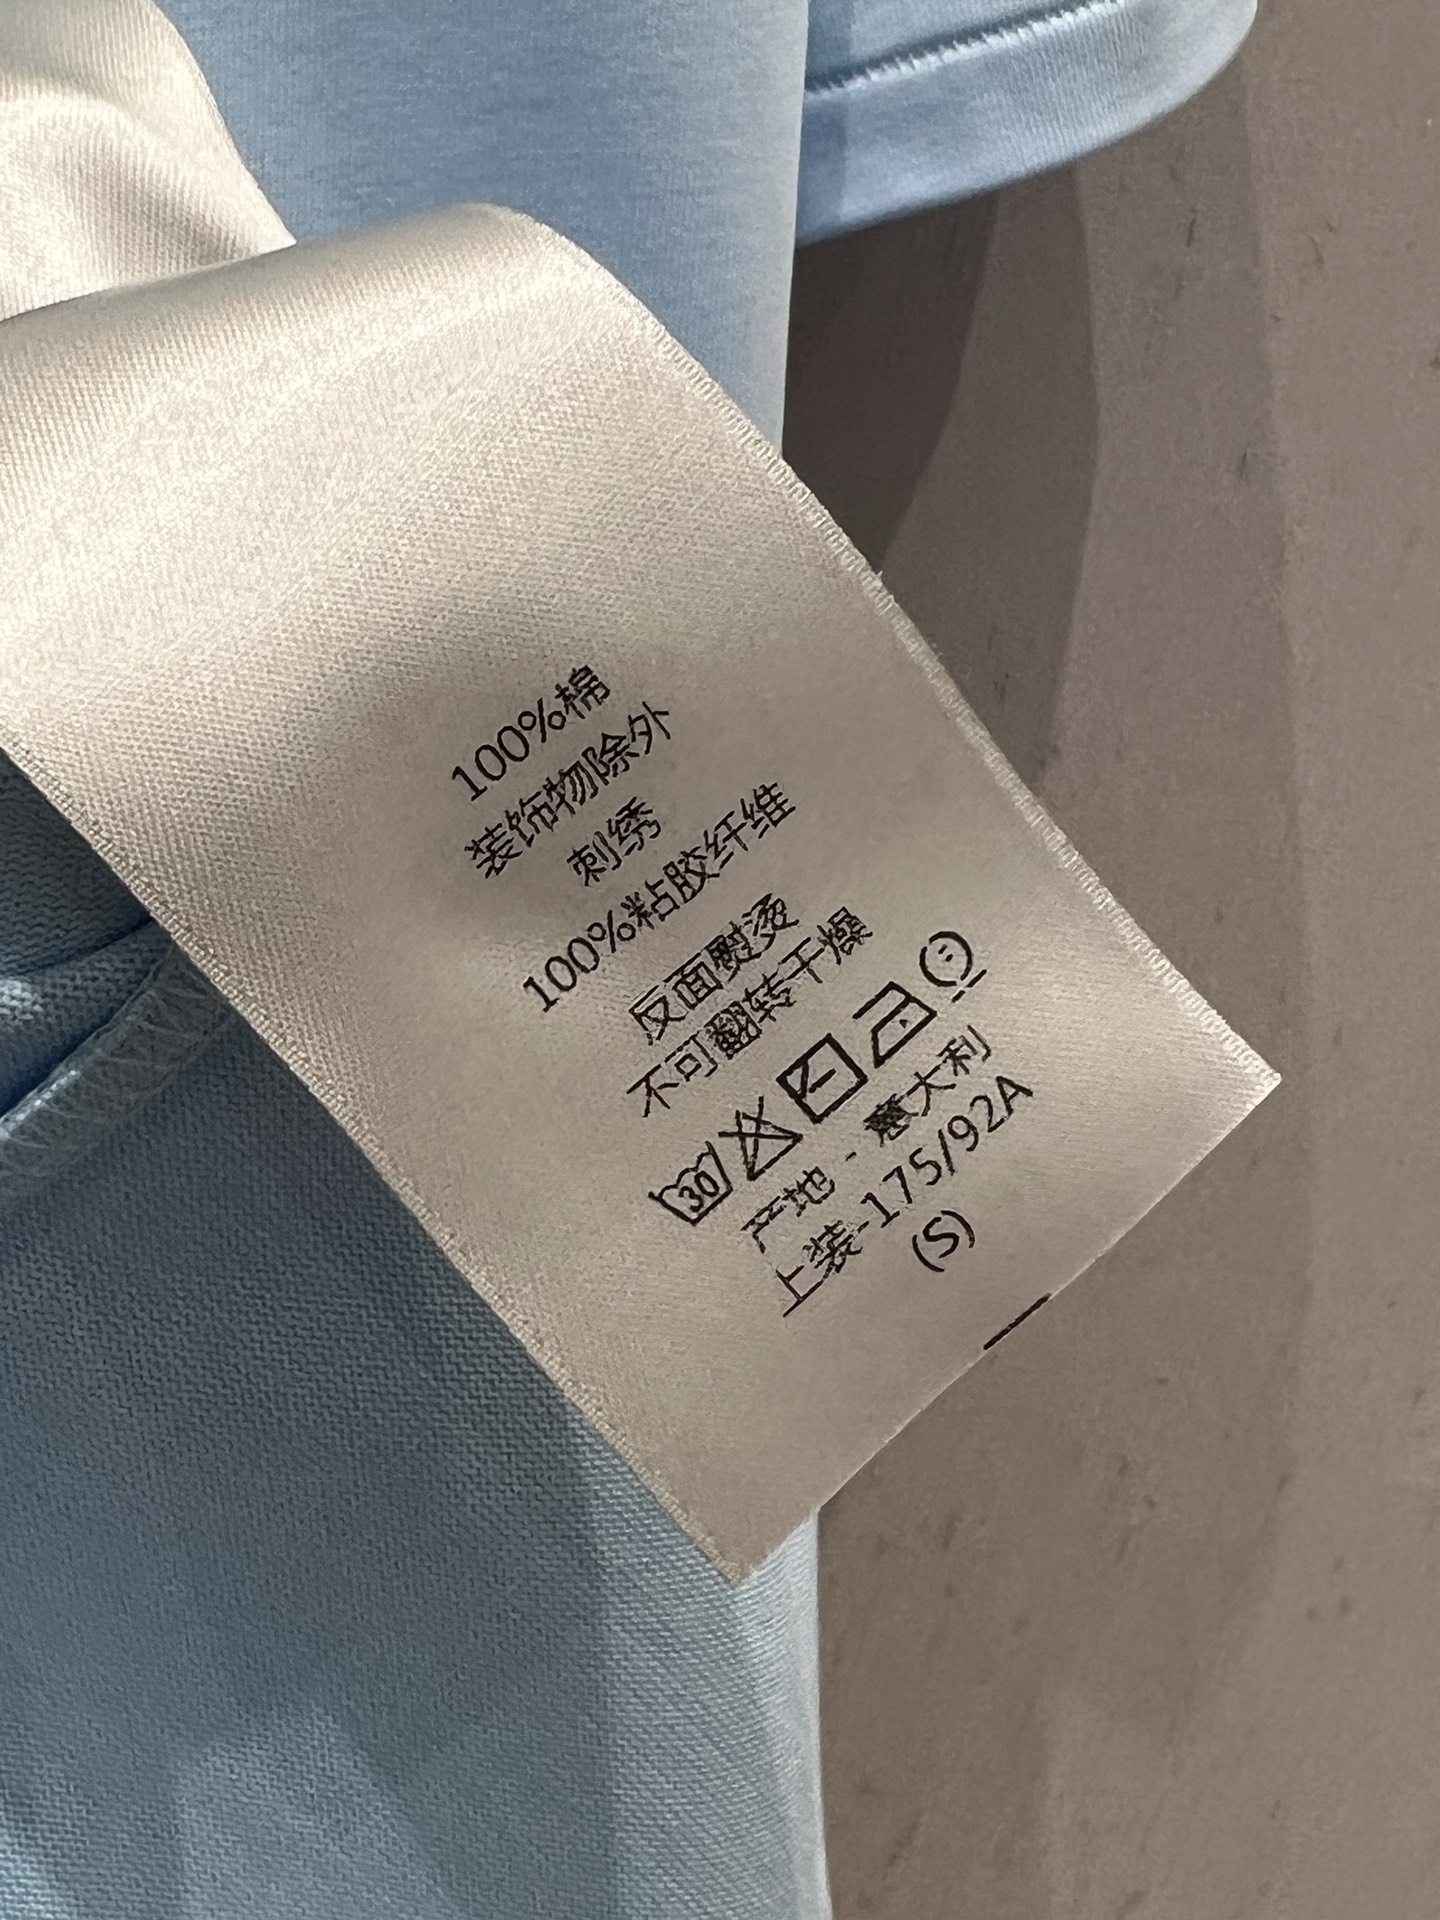 100%棉
装饰物除外
刺绣
100%粘胶纤维
反面熨烫
不可翻转干燥
30
产地 - 意大利
上装-175/92A
(S)